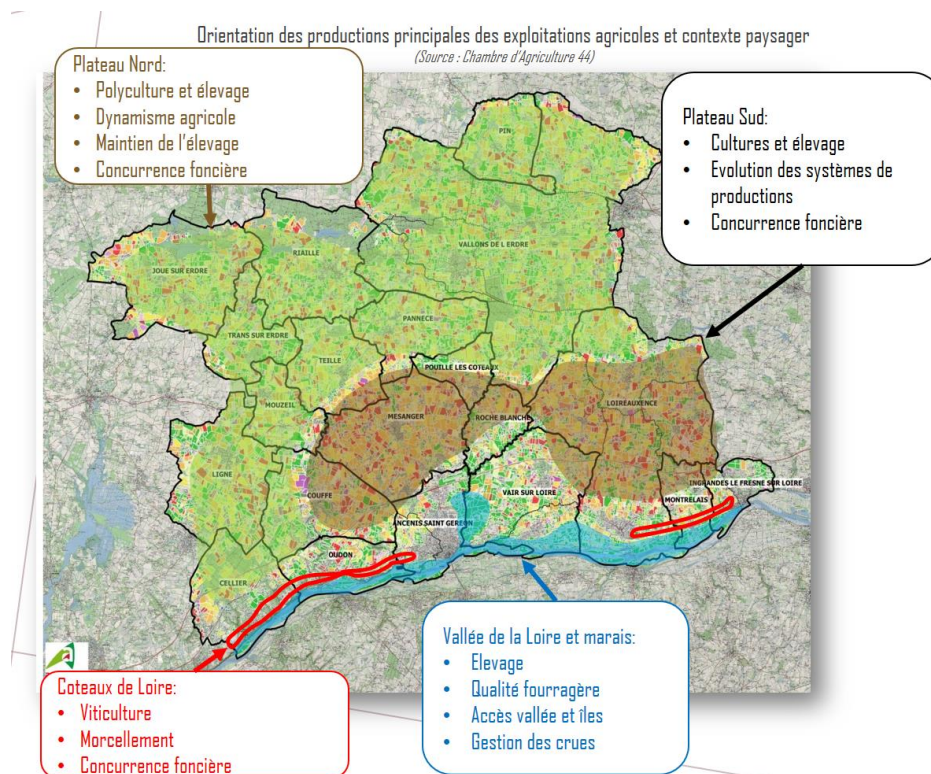 Orientation des productions principales des exploitations agricoles et contexte paysager
(Source : Chambre d'Agriculture 44)
Plateau Nord:
• Polyculture et élevage
• Dynamisme agricole
• Maintien de l'élevage
• Concurrence foncière
Plateau Sud:
• Cultures et élevage
• Evolution des systèmes de
productions
• Concurrence foncière
PIN
VALLONS DE L ERDRE
RIAILLE
JOUE SUR ERDRE
PANNECE
TRANS SUR ERDRE
TEILLE
POUILLE LES COTEAUX
MOUZEIL
MESANGER
ROCHE BLANCHE
LOIREAUXENCE
LIGNE
COUFFE
INGRANDES LE FRESNE SUR LOIRE
VAIR SUR LOIRE
MONTRELAIS
ANCENIS SAINT GEREON
OUDON
CELLIER
Vallée de la Loire et marais:
• Elevage
• Qualité fourragère
• Accès vallée et îles
• Gestion des crues
Coteaux de Loire:
• Viticulture
• Morcellement
• Concurrence foncière